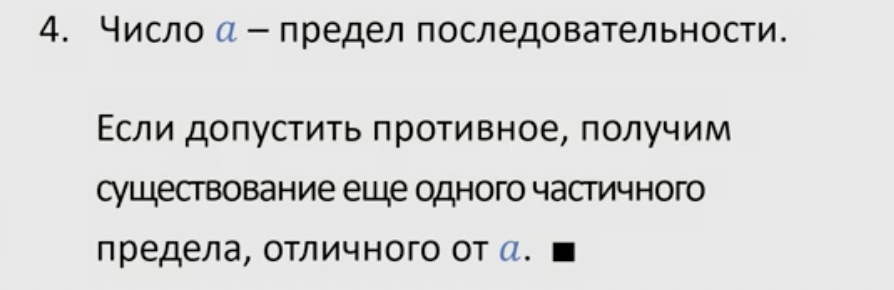 4. Число a – предел последовательности.
Если допустить противное, получим
существование еще одного частичного
предела, отличного от a. ■